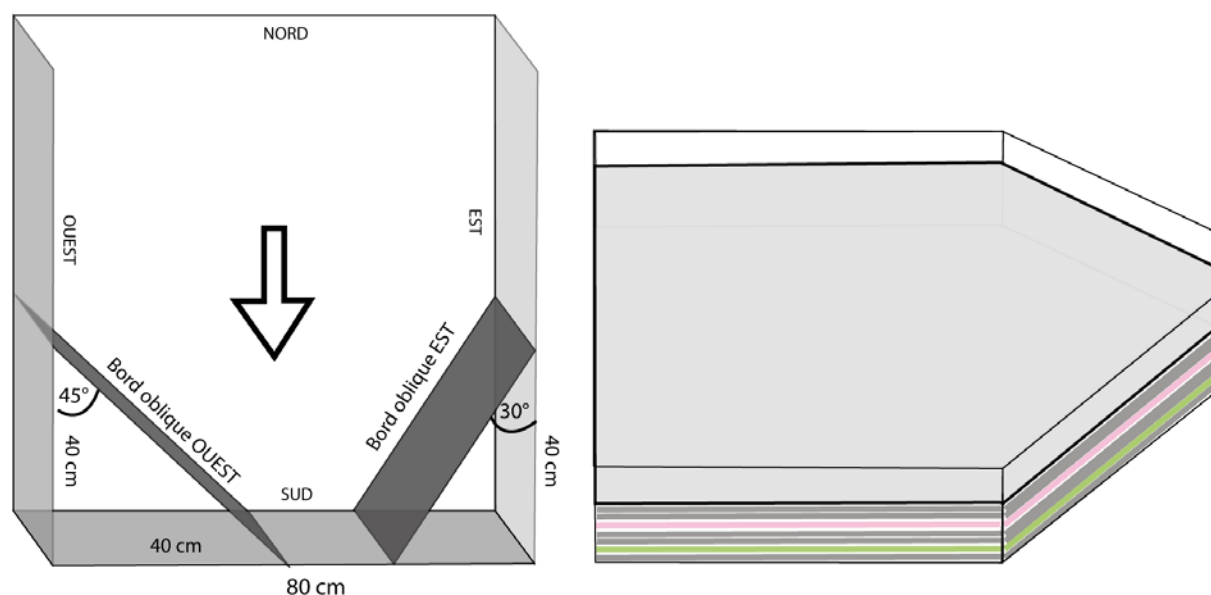 NORD
OUEST
EST
Bord oblique OUEST
Bord oblique EST
45°
30°
40 cm
40 cm
SUD
40 cm
80 cm